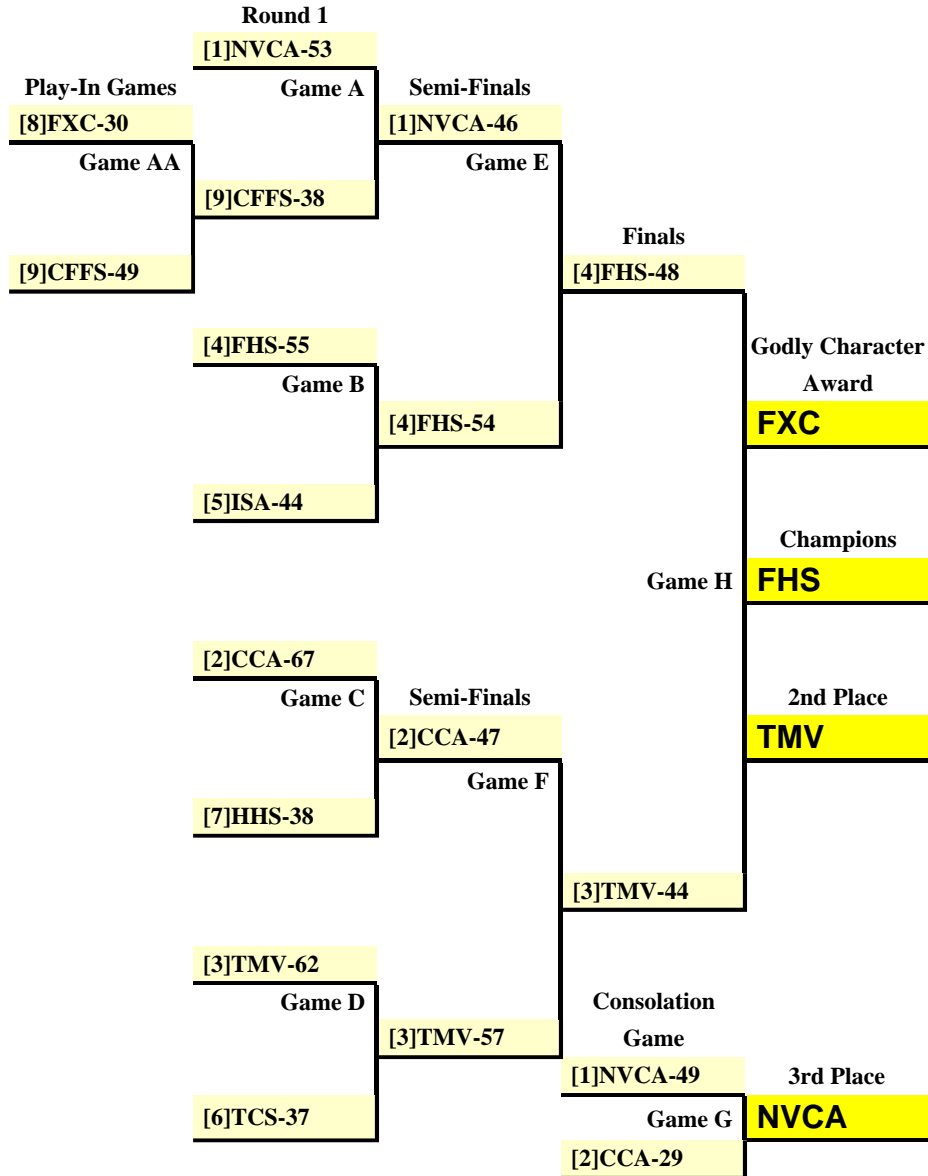 Round 1
[1]NVCA-53
Play-In Games
Game A
Semi-Finals
[8]FXC-30
[1]NVCA-46
Game AA
Game E
[9]CFFS-38
Finals
[9]CFFS-49
[4]FHS-48
[4]FHS-55
Godly Character
Game B
Award
[4]FHS-54
FXC
[5]ISA-44
Champions
Game H
FHS
[2]CCA-67
Game C
Semi-Finals
2nd Place
[2]CCA-47
TMV
Game F
[7]HHS-38
[3]TMV-44
[3]TMV-62
Game D
Consolation
[3]TMV-57
Game
[1]NVCA-49
3rd Place
[6]TCS-37
Game G
NVCA
[2]CCA-29